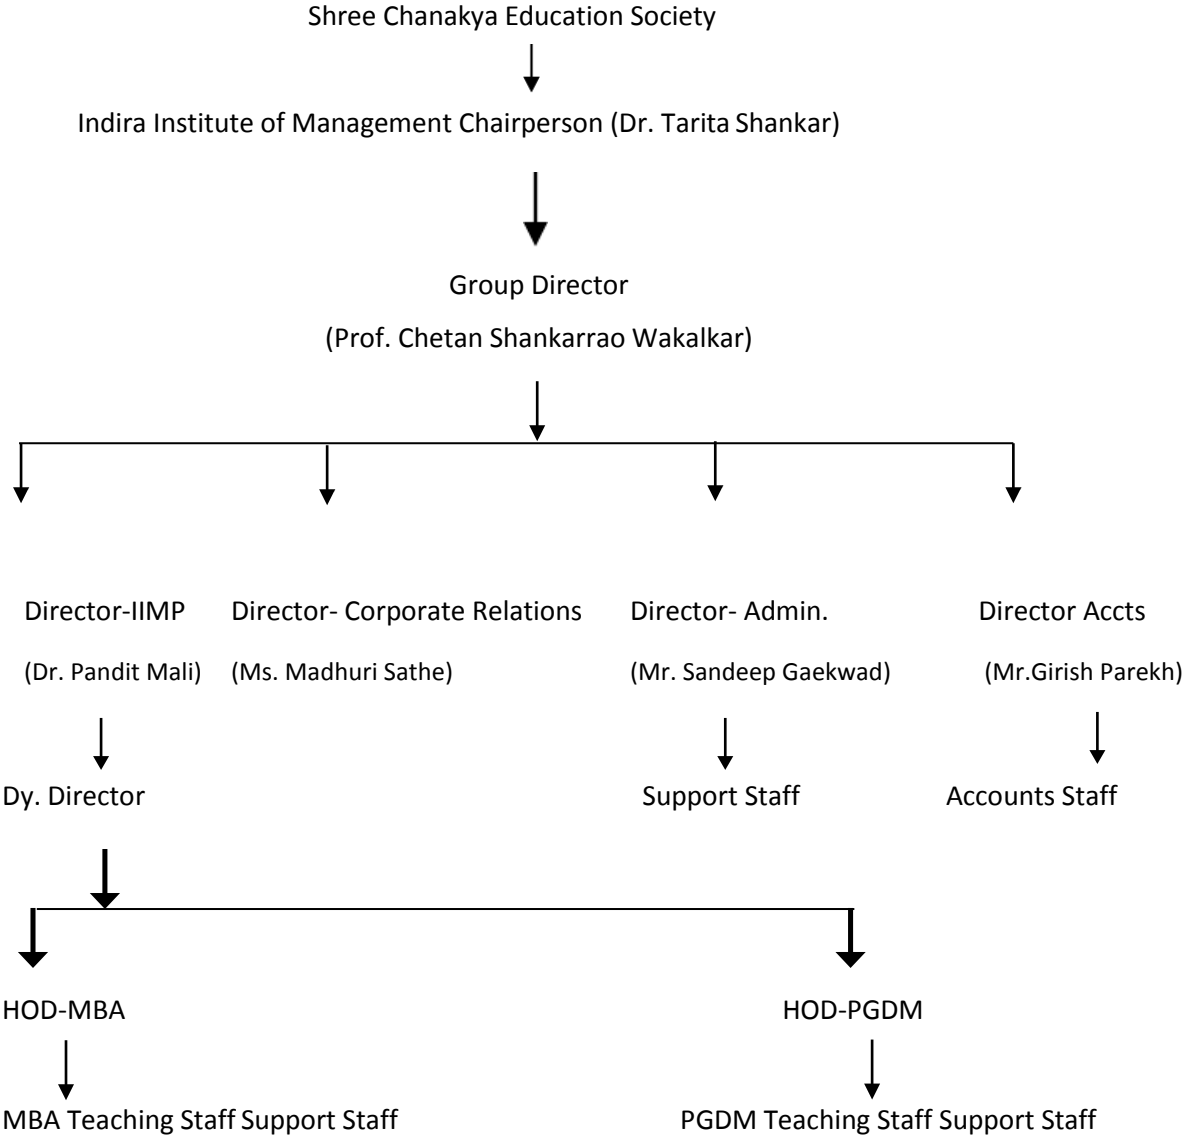 Shree Chanakya Education Society
Indira Institute of Management Chairperson (Dr. Tarita Shankar)
Group Director
(Prof. Chetan Shankarrao Wakalkar)
Director-IIMP Director- Corporate Relations Director- Admin. Director Accts
(Dr. Pandit Mali) (Ms. Madhuri Sathe) (Mr. Sandeep Gaekwad) (Mr.Girish Parekh)
Dy. Director Support Staff Accounts Staff
HOD-MBA HOD-PGDM
MBA Teaching Staff Support Staff PGDM Teaching Staff Support Staff